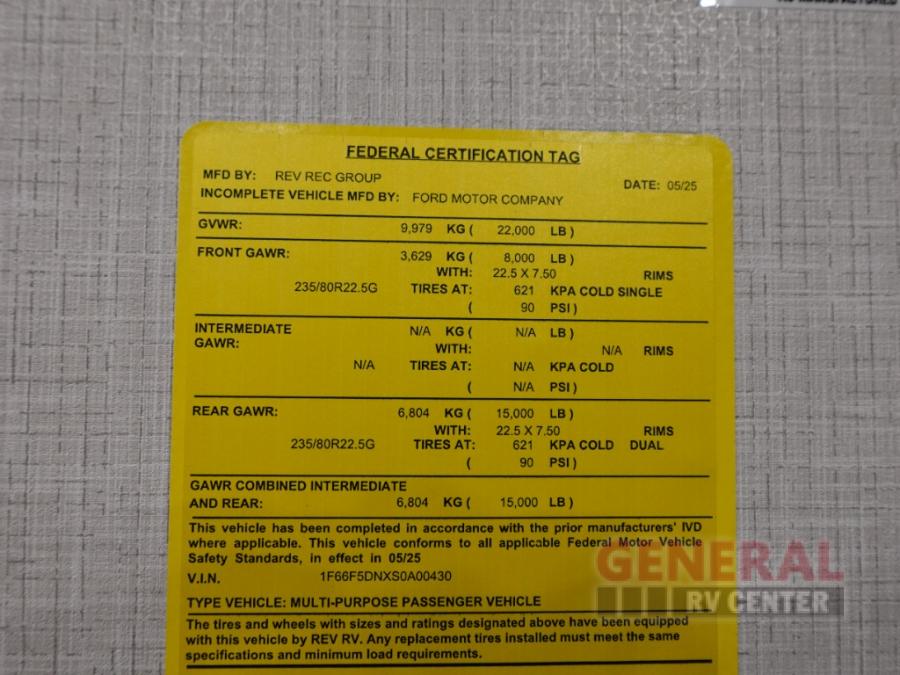 FEDERAL CERTIFICATION TAG
MFD BY: REV REC GROUP DATE: 05/25
INCOMPLETE VEHICLE MFD BY: FORD MOTOR COMPANY
GVWR: 9,979 KG ( 22,000 LB )
FRONT GAWR: 3,629 KG ( 8,000 LB )
WITH: 22.5 X 7.50 RIMS
235/80R22.5G TIRES AT: 621 KPA COLD SINGLE
( 90 PSI )
INTERMEDIATE N/A KG ( N/A LB )
GAWR: WITH: N/A RIMS
N/A TIRES AT: N/A KPA COLD
( N/A PSI )
REAR GAWR: 6,804 KG ( 15,000 LB )
WITH: 22.5 X 7.50 RIMS
235/80R22.5G TIRES AT: 621 KPA COLD DUAL
( 90 PSI )
GAWR COMBINED INTERMEDIATE
AND REAR: 6,804 KG ( 15,000 LB )
This vehicle has been completed in accordance with the prior manufacturers' IVD
where applicable. This vehicle conforms to all applicable Federal Motor Vehicle
Safety Standards, in effect in 05/25
V.I.N. 1F66F5DNXS0A00430
TYPE VEHICLE: MULTI-PURPOSE PASSENGER VEHICLE
The tires and wheels with sizes and ratings designated above have been equipped
with this vehicle by REV RV. Any replacement tires installed must meet the same
specifications and minimum load requirements.
GENERAL
RV CENTER